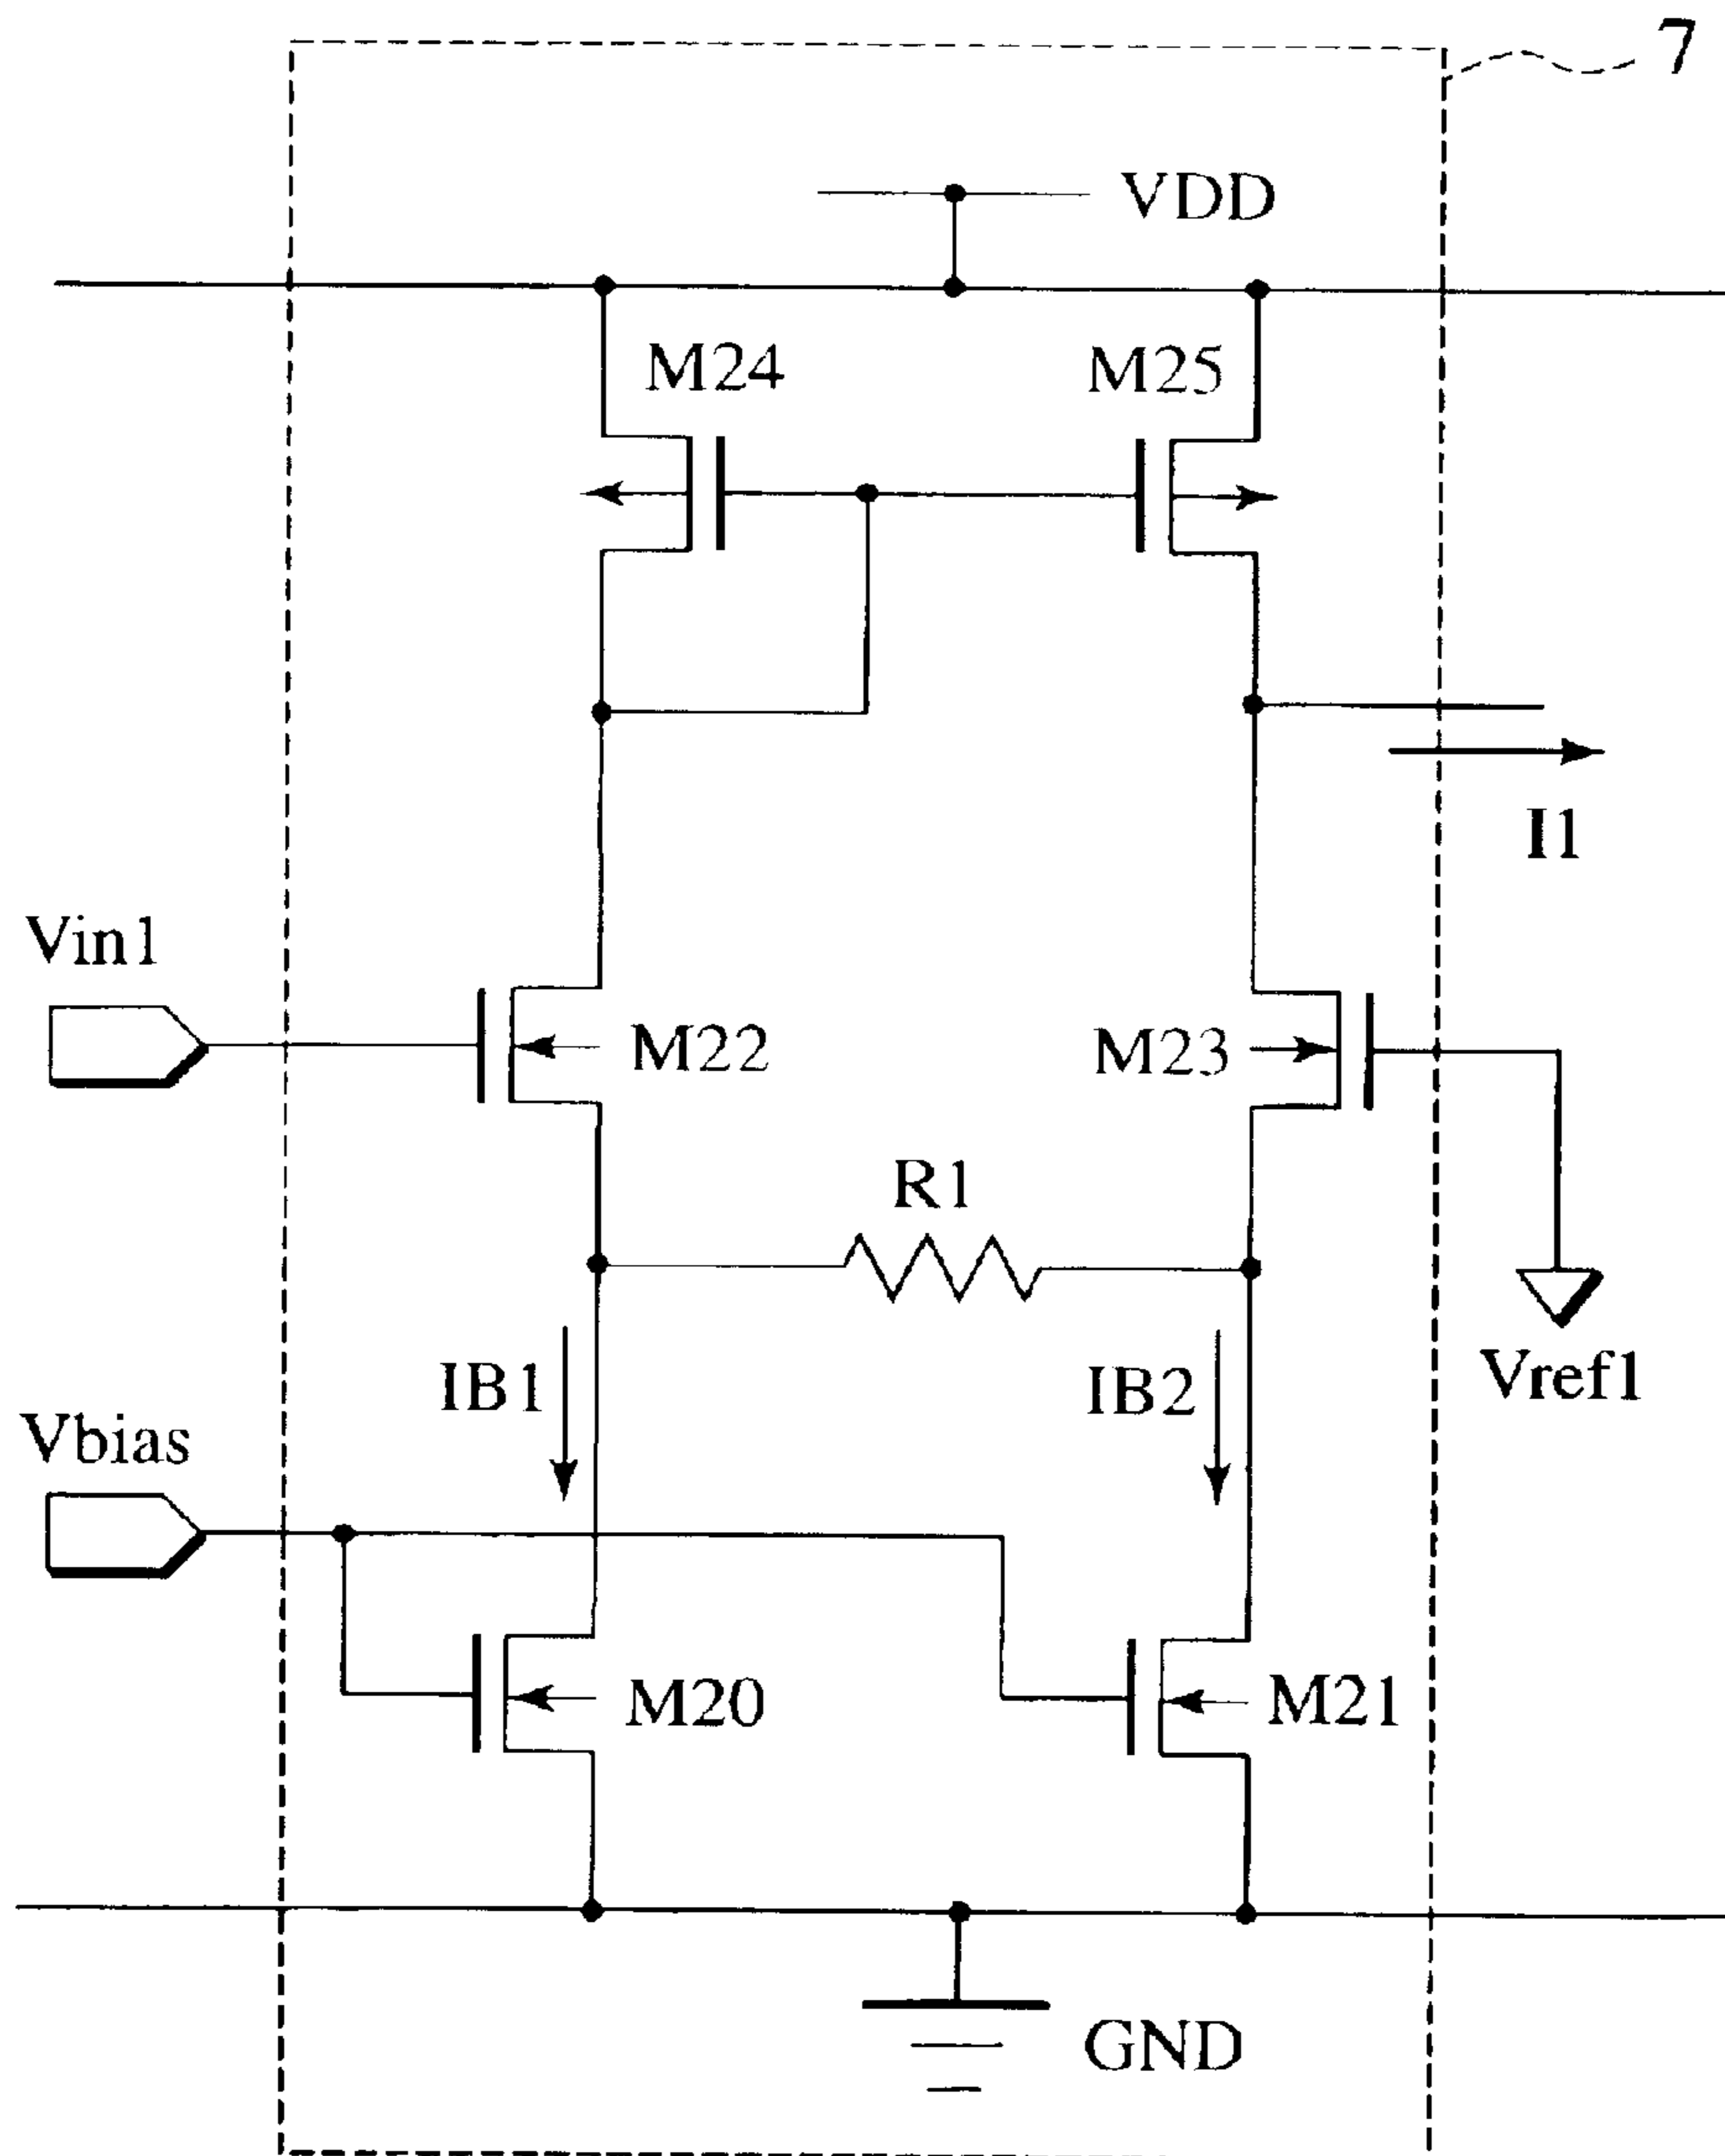 7
VDD
M24
M25
I1
Vin1
M22
M23
R1
IB1
IB2
Vref1
Vbias
M20
M21
GND